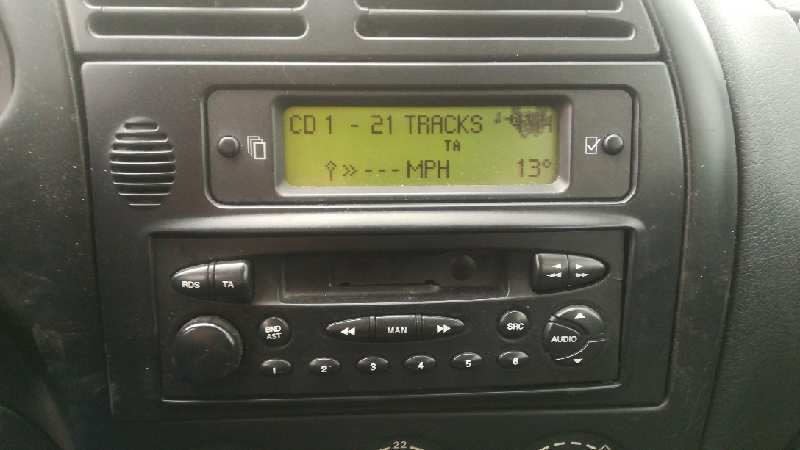 CD 1 - 21 TRACKS
TA
--- MPH 13°
RDS TA
BND AST
MAN
SRC
AUDIO
1 2 3 4 5 6
22